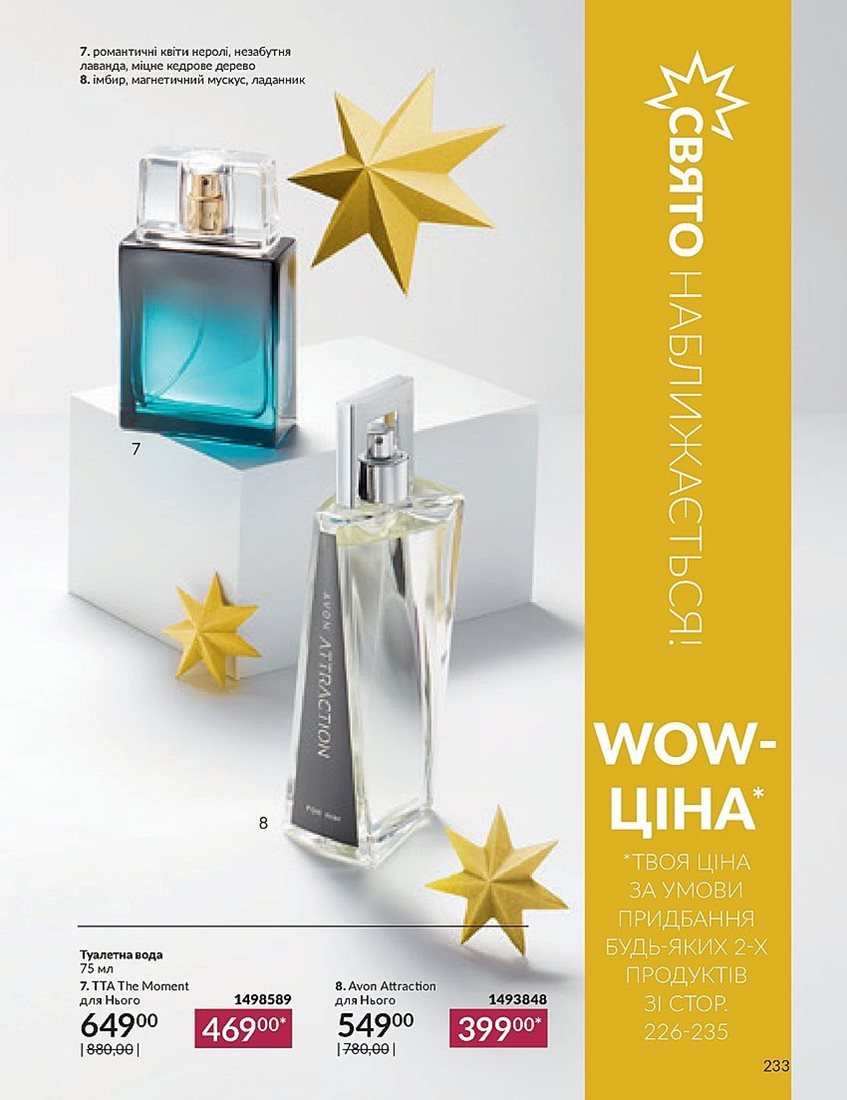 7. романтичні квіти неролі, незабутня
лаванда, міцне кедрове дерево
8. імбир, магнетичний мускус, ладанник
7
AVON ATTRACTION
FOR HIM
8
Туалетна вода
75 мл
7. TTA The Moment
для Нього
1498589
649⁰⁰
469⁰⁰*
|880,00|
8. Avon Attraction
для Нього
1493848
549⁰⁰
399⁰⁰*
|780,00|
СВЯТО НАБЛИЖАЄТЬСЯ!
WOW-
ЦІНА*
*ТВОЯ ЦІНА
ЗА УМОВИ
ПРИДБАННЯ
БУДЬ-ЯКИХ 2-Х
ПРОДУКТІВ
ЗІ СТОР.
226-235
233